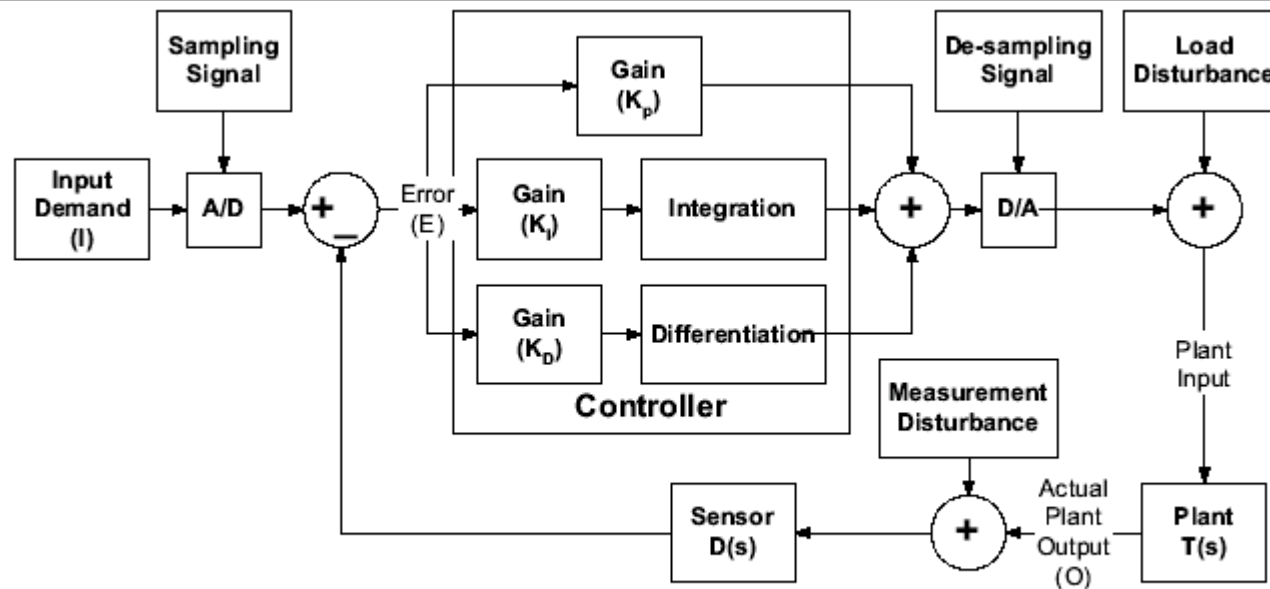 Sampling
Signal
Gain
(Kp)
De-sampling
Signal
Load
Disturbance
Input
Demand
(I)
A/D
+
−
Error
(E)
Gain
(KI)
Integration
+
D/A
+
Gain
(KD)
Differentiation
Controller
Plant
Input
Measurement
Disturbance
Sensor
D(s)
+
Actual
Plant
Output
(O)
Plant
T(s)